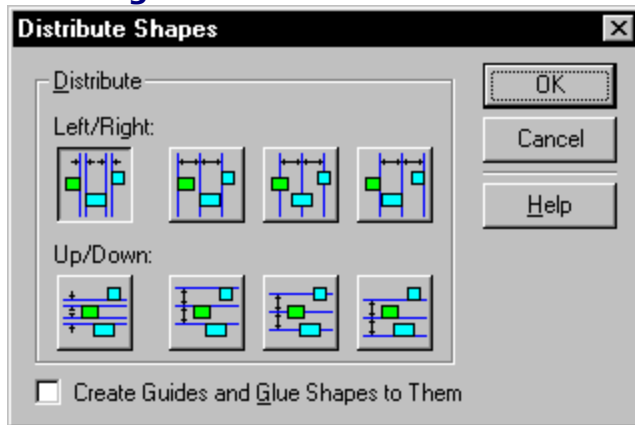 Distribute Shapes
Distribute
OK
Left/Right:
Cancel
Help
Up/Down:
Create Guides and Glue Shapes to Them